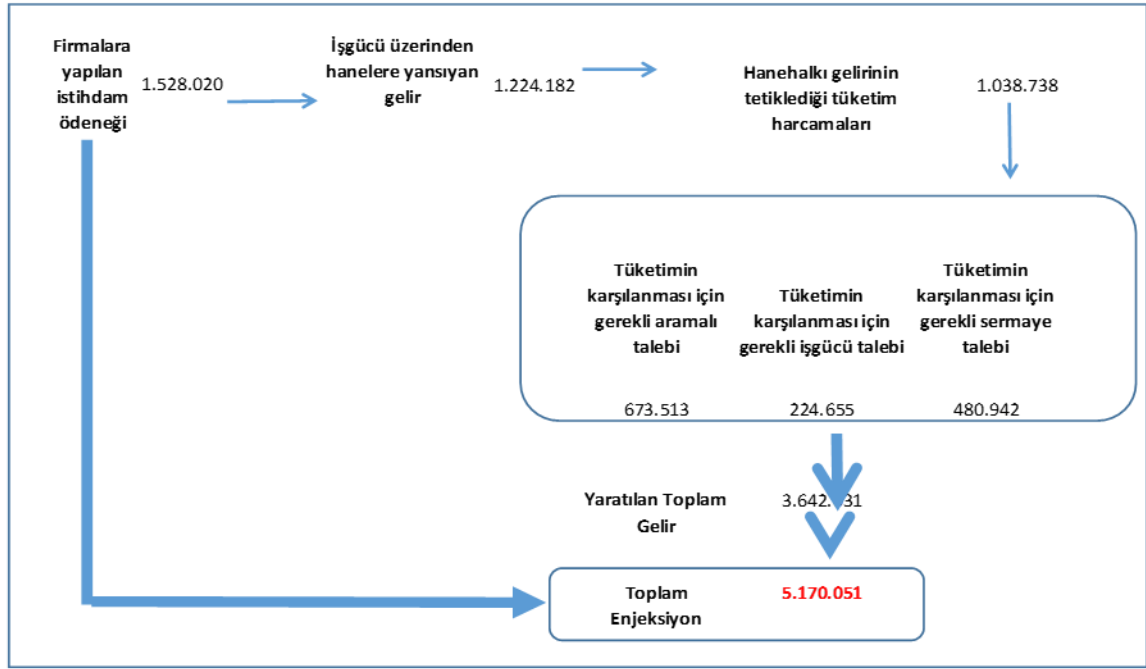 Firmalara
yapılan
istihdam
ödeneği
1.528.020
İşgücü üzerinden
hanelere yansıyan
gelir
1.224.182
Hanehalkı gelirinin
tetiklediği tüketim
harcamaları
1.038.738
Tüketimin
karşılanması için
gerekli aramalı
talebi
Tüketimin
karşılanması için
gerekli işgücü talebi
Tüketimin
karşılanması için
gerekli sermaye
talebi
673.513
224.655
480.942
Yaratılan Toplam
Gelir
Toplam
Enjeksiyon
5.170.051